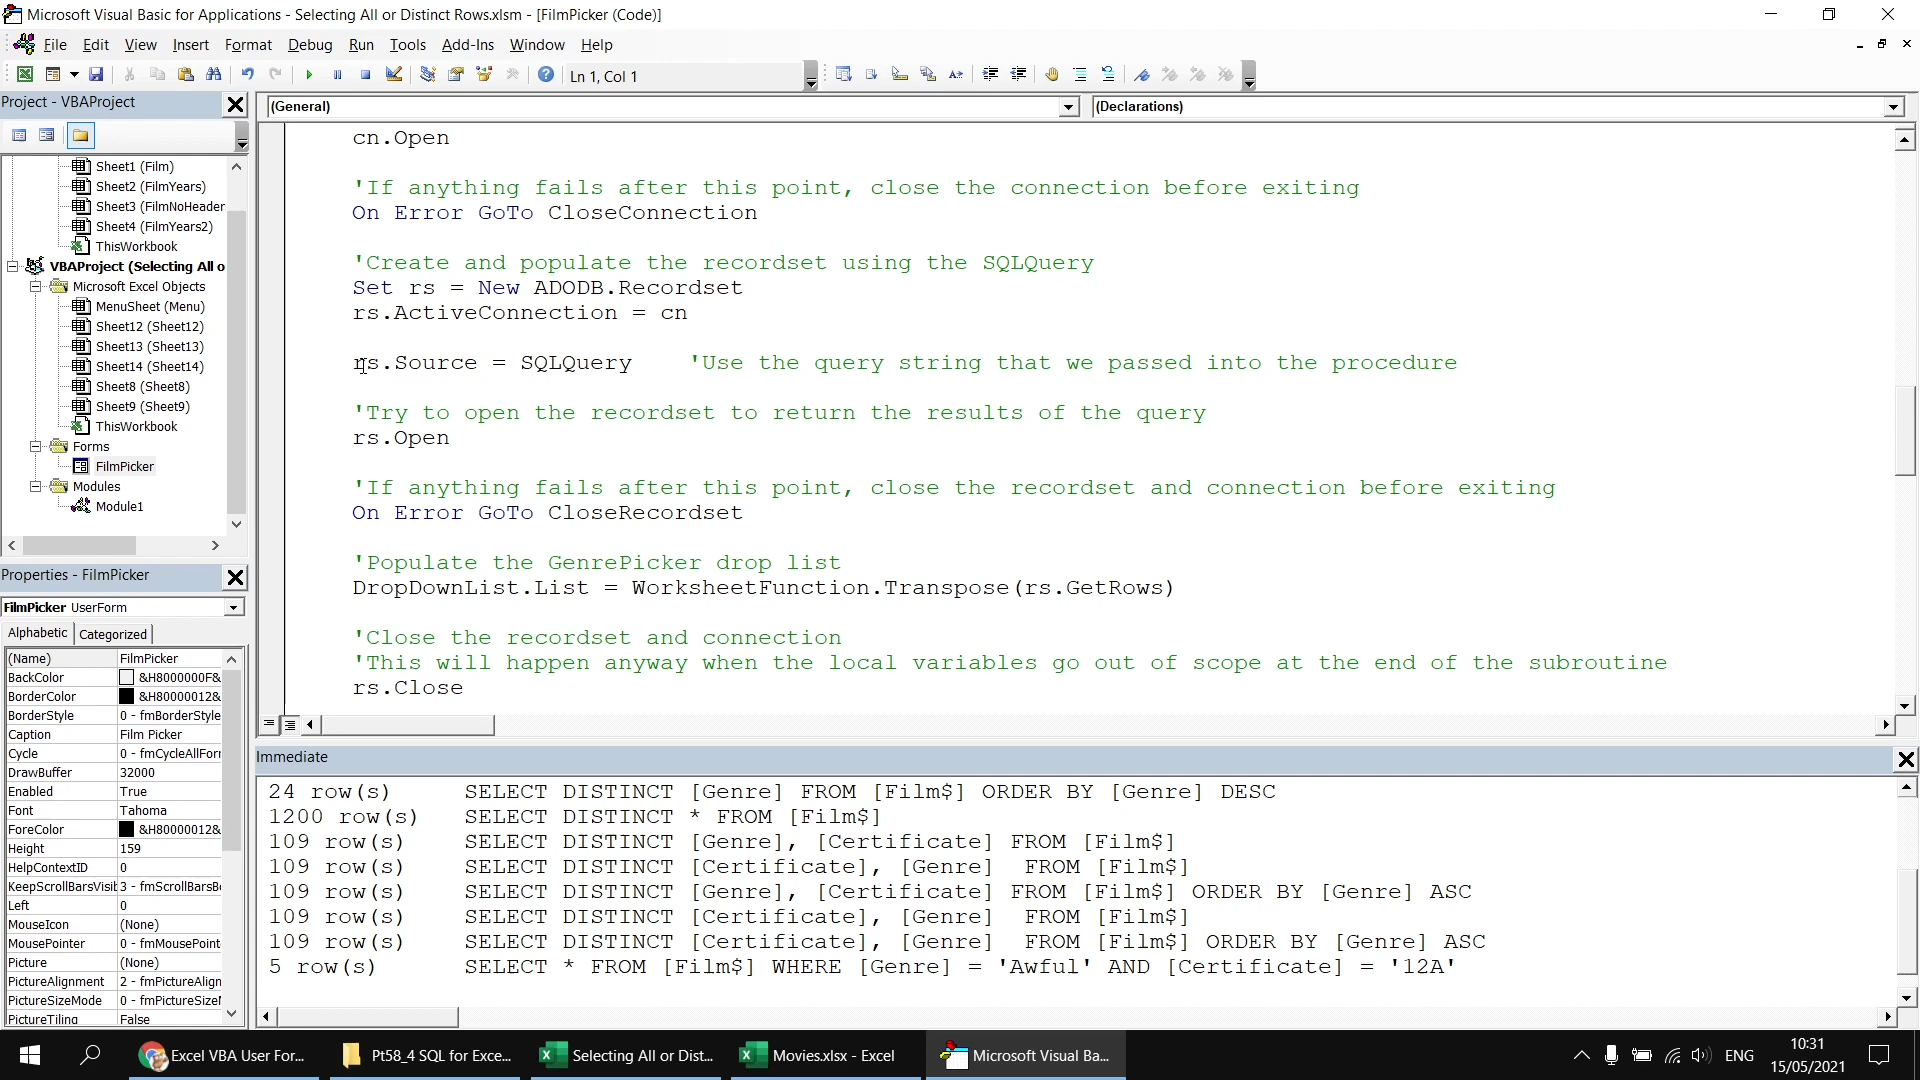 Microsoft Visual Basic for Applications - Selecting All or Distinct Rows.xlsm - [FilmPicker (Code)]
File Edit View Insert Format Debug Run Tools Add-Ins Window Help
Ln 1, Col 1
Project - VBAProject
(General)
(Declarations)
Sheet1 (Film)
Sheet2 (FilmYears)
Sheet3 (FilmNoHeader
Sheet4 (FilmYears2)
ThisWorkbook
VBAProject (Selecting All o
Microsoft Excel Objects
MenuSheet (Menu)
Sheet12 (Sheet12)
Sheet13 (Sheet13)
Sheet14 (Sheet14)
Sheet8 (Sheet8)
Sheet9 (Sheet9)
ThisWorkbook
Forms
FilmPicker
Modules
Module1
cn.Open
'If anything fails after this point, close the connection before exiting
On Error GoTo CloseConnection
'Create and populate the recordset using the SQLQuery
Set rs = New ADODB.Recordset
rs.ActiveConnection = cn
rs.Source = SQLQuery    'Use the query string that we passed into the procedure
'Try to open the recordset to return the results of the query
rs.Open
'If anything fails after this point, close the recordset and connection before exiting
On Error GoTo CloseRecordset
'Populate the GenrePicker drop list
DropDownList.List = WorksheetFunction.Transpose(rs.GetRows)
'Close the recordset and connection
'This will happen anyway when the local variables go out of scope at the end of the subroutine
rs.Close
Properties - FilmPicker
FilmPicker UserForm
Alphabetic Categorized
(Name) FilmPicker
BackColor &H8000000F&
BorderColor &H80000012&
BorderStyle 0 - fmBorderStyle
Caption Film Picker
Cycle 0 - fmCycleAllForr
DrawBuffer 32000
Enabled True
Font Tahoma
ForeColor &H80000012&
Height 159
HelpContextID 0
KeepScrollBarsVisib 3 - fmScrollBarsB
Left 0
MouseIcon (None)
MousePointer 0 - fmMousePoint
Picture (None)
PictureAlignment 2 - fmPictureAlign
PictureSizeMode 0 - fmPictureSize
PictureTiling False
Immediate
24 row(s)     SELECT DISTINCT [Genre] FROM [Film$] ORDER BY [Genre] DESC
1200 row(s)   SELECT DISTINCT * FROM [Film$]
109 row(s)    SELECT DISTINCT [Genre], [Certificate] FROM [Film$]
109 row(s)    SELECT DISTINCT [Certificate], [Genre]  FROM [Film$]
109 row(s)    SELECT DISTINCT [Genre], [Certificate] FROM [Film$] ORDER BY [Genre] ASC
109 row(s)    SELECT DISTINCT [Certificate], [Genre]  FROM [Film$]
109 row(s)    SELECT DISTINCT [Certificate], [Genre]  FROM [Film$] ORDER BY [Genre] ASC
5 row(s)      SELECT * FROM [Film$] WHERE [Genre] = 'Awful' AND [Certificate] = '12A'
Excel VBA User For...
Pt58_4 SQL for Exce...
Selecting All or Dist...
Movies.xlsx - Excel
Microsoft Visual Ba...
ENG
10:31
15/05/2021